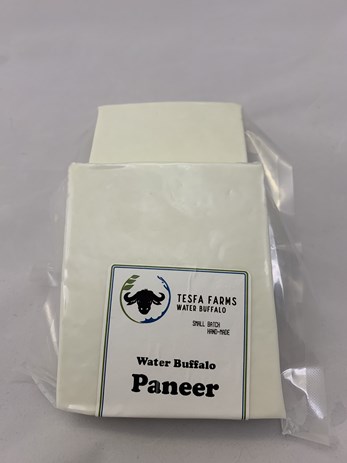 TESFA FARMS
WATER BUFFALO
SMALL BATCH
HAND-MADE
Water Buffalo
Paneer